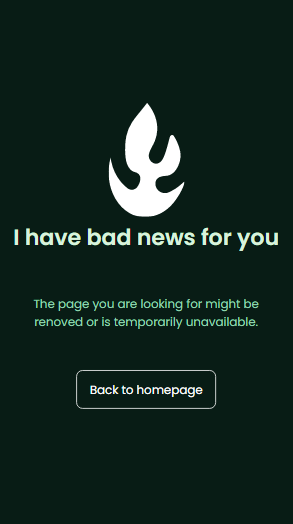 I have bad news for you
The page you are looking for might be
removed or is temporarily unavailable.
Back to homepage